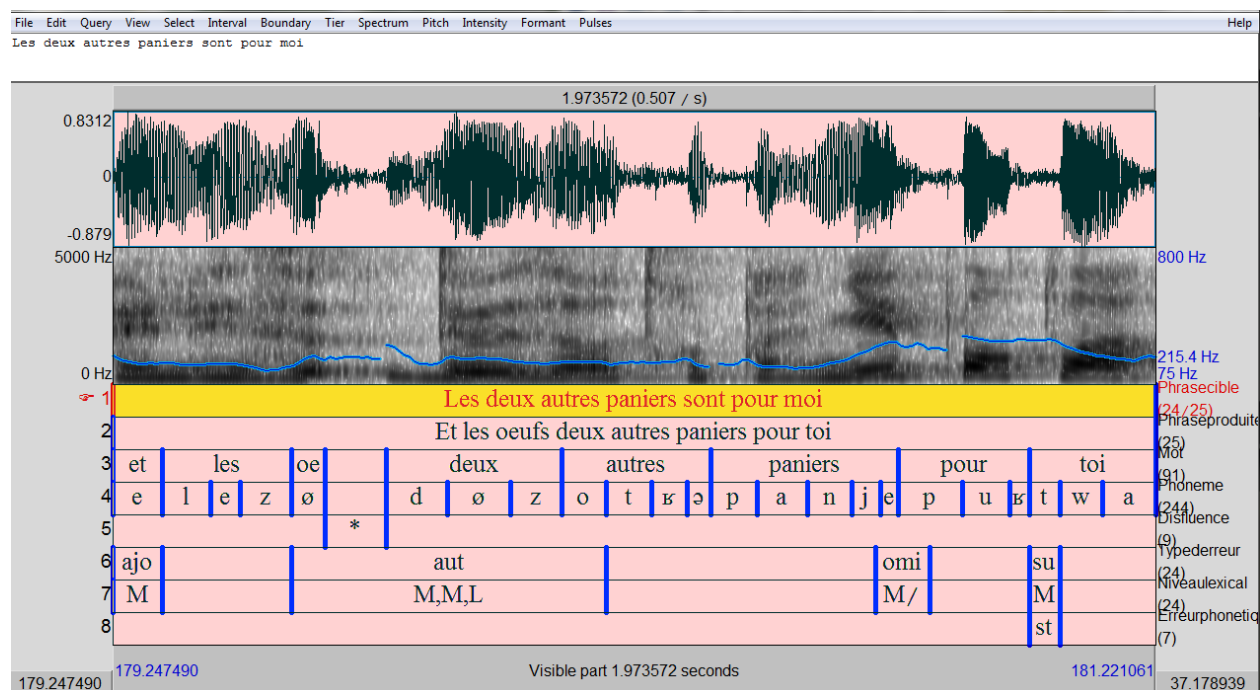 File Edit Query View Select Interval Boundary Tier Spectrum Pitch Intensity Formant Pulses Help
Les deux autres paniers sont pour moi
1.973572 (0.507 / s)
0.8312
0
-0.879
5000 Hz 800 Hz
215.4 Hz
0 Hz 75 Hz
1 Les deux autres paniers sont pour moi Phrasecible (24/25)
2 Et les oeufs deux autres paniers pour toi Phraseproduite (25)
3 et les oe deux autres paniers pour toi Mot (91)
4 e l e z ø d ø z o t ʁ ə p a n j e p u ʁ t w a Phoneme (244)
5 * Disfluence (9)
6 ajo aut omi su Typederreur (24)
7 M M,M,L M/ M Niveaulexical (24)
8 st Erreurphonetiq (7)
179.247490 Visible part 1.973572 seconds 181.221061
179.247490 37.178939